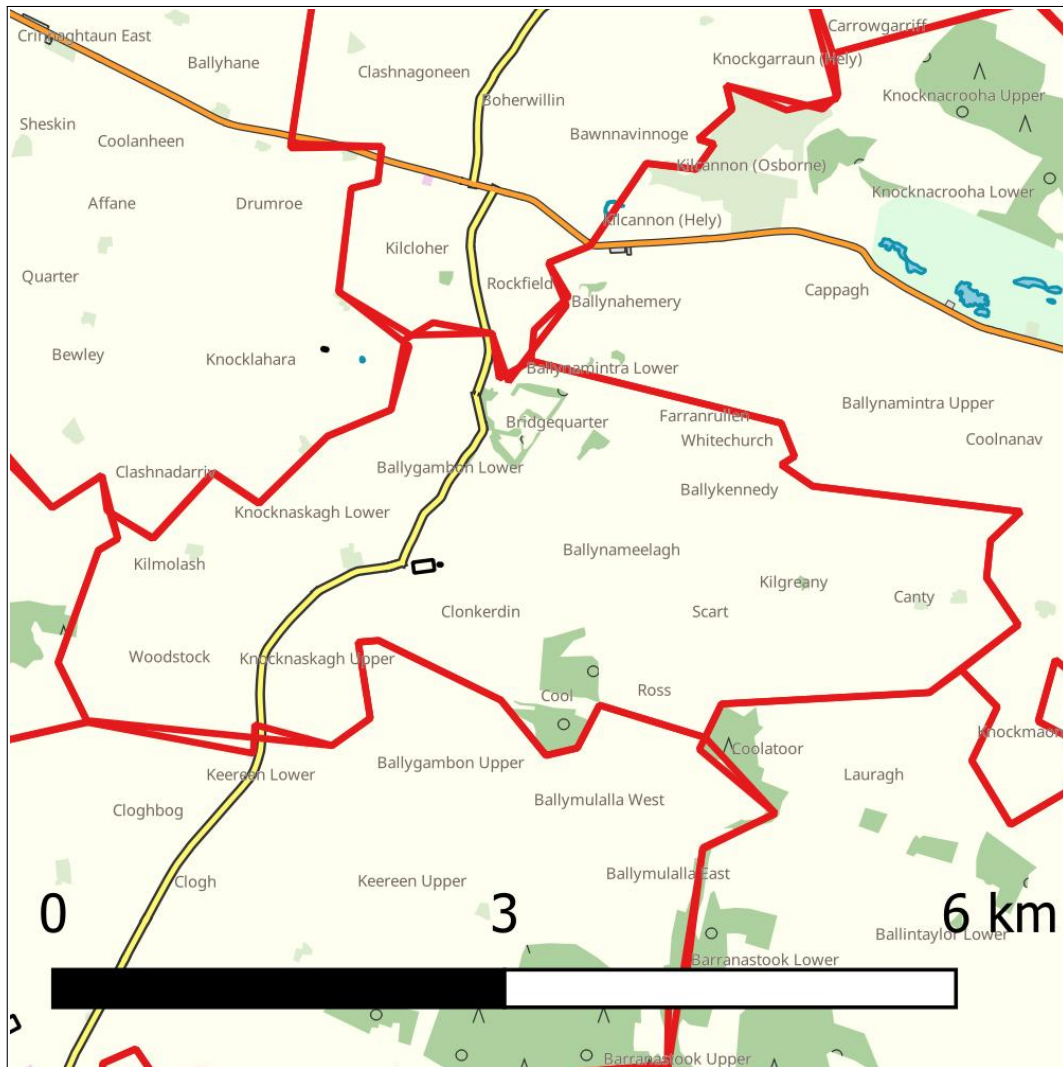 Carrowgarriff
Crinnaghtaun East
Ballyhane
Clashnagoneen
Knockgarraun (Hely)
Boherwillin
Knocknacrooha Upper
Sheskin
Coolanheen
Bawnnavinnoge
Kilcannon (Osborne)
Affane
Drumroe
Knocknacrooha Lower
Kilcannon (Hely)
Kilcloher
Quarter
Rockfield
Cappagh
Ballynahemery
Bewley
Knocklahara
Ballynamintra Lower
Ballynamintra Upper
Farranrullen
Bridgequarter
Whitechurch
Coolnanav
Clashnadarriv
Ballygambon Lower
Ballykennedy
Knocknaskagh Lower
Ballynameelagh
Kilmolash
Kilgreany
Canty
Clonkerdin
Scart
Woodstock
Knocknaskagh Upper
Cool
Ross
Coolatoor
Ballygambon Upper
Keereen Lower
Lauragh
Cloghbog
Ballymulalla West
Clogh
Keereen Upper
Ballymulalla East
0
3
6 km
Ballintaylor Lower
Barranastook Lower
Barranastook Upper